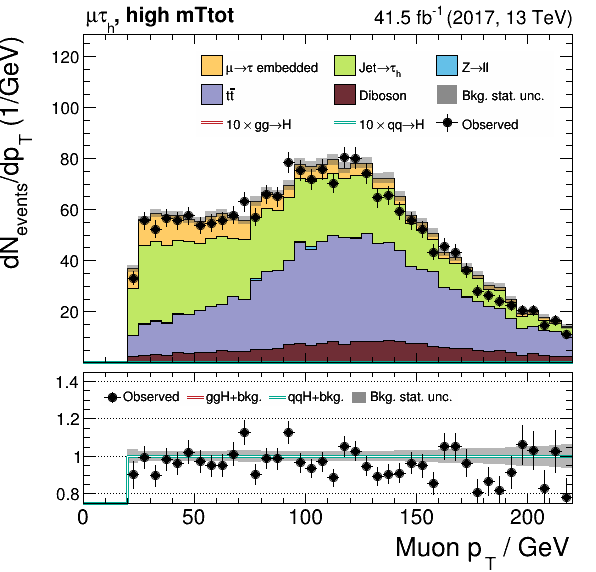 μτh, high mTtot 41.5 fb⁻¹ (2017, 13 TeV)
dNevents/dpT (1/GeV)
120
100
80
60
40
20
μ→τ embedded Jet→τh Z→ll
tt̄ Diboson Bkg. stat. unc.
10 × gg→H 10 × qq→H Observed
1.4
1.2
1.0
0.8
Observed ggH+bkg. qqH+bkg. Bkg. stat. unc.
0 50 100 150 200
Muon pT / GeV